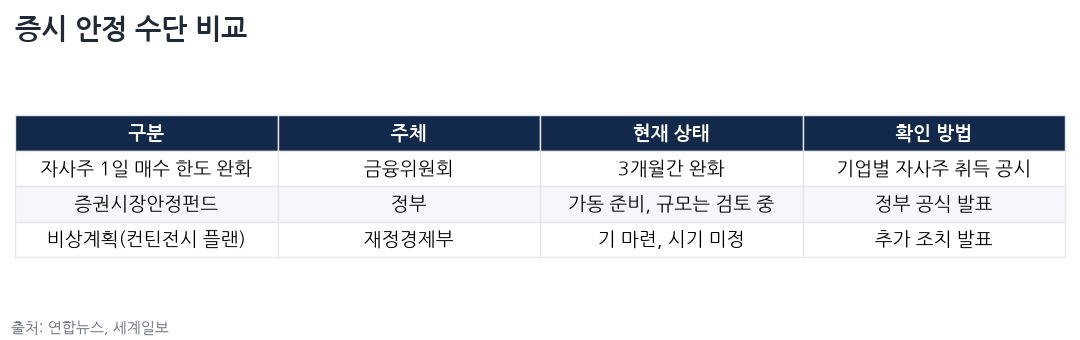 증시 안정 수단 비교
구분 주체 현재 상태 확인 방법
자사주 1일 매수 한도 완화 금융위원회 3개월간 완화 기업별 자사주 취득 공시
증권시장안정펀드 정부 가동 준비, 규모는 검토 중 정부 공식 발표
비상계획(컨틴전시 플랜) 재정경제부 기 마련, 시기 미정 추가 조치 발표
출처: 연합뉴스, 세계일보